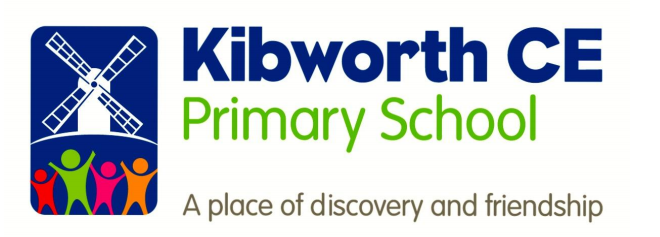 Kibworth CE
Primary School
A place of discovery and friendship